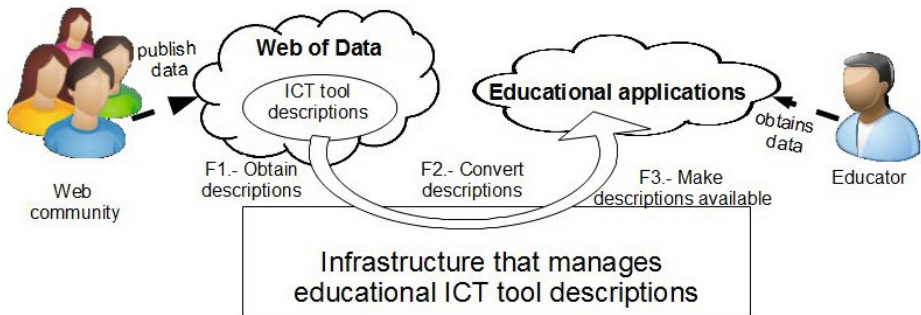 publish
data
Web of Data
ICT tool
descriptions
Educational applications
obtains
data
Web
community
F1.- Obtain
descriptions
F2.- Convert
descriptions
F3.- Make
descriptions available
Educator
Infrastructure that manages
educational ICT tool descriptions